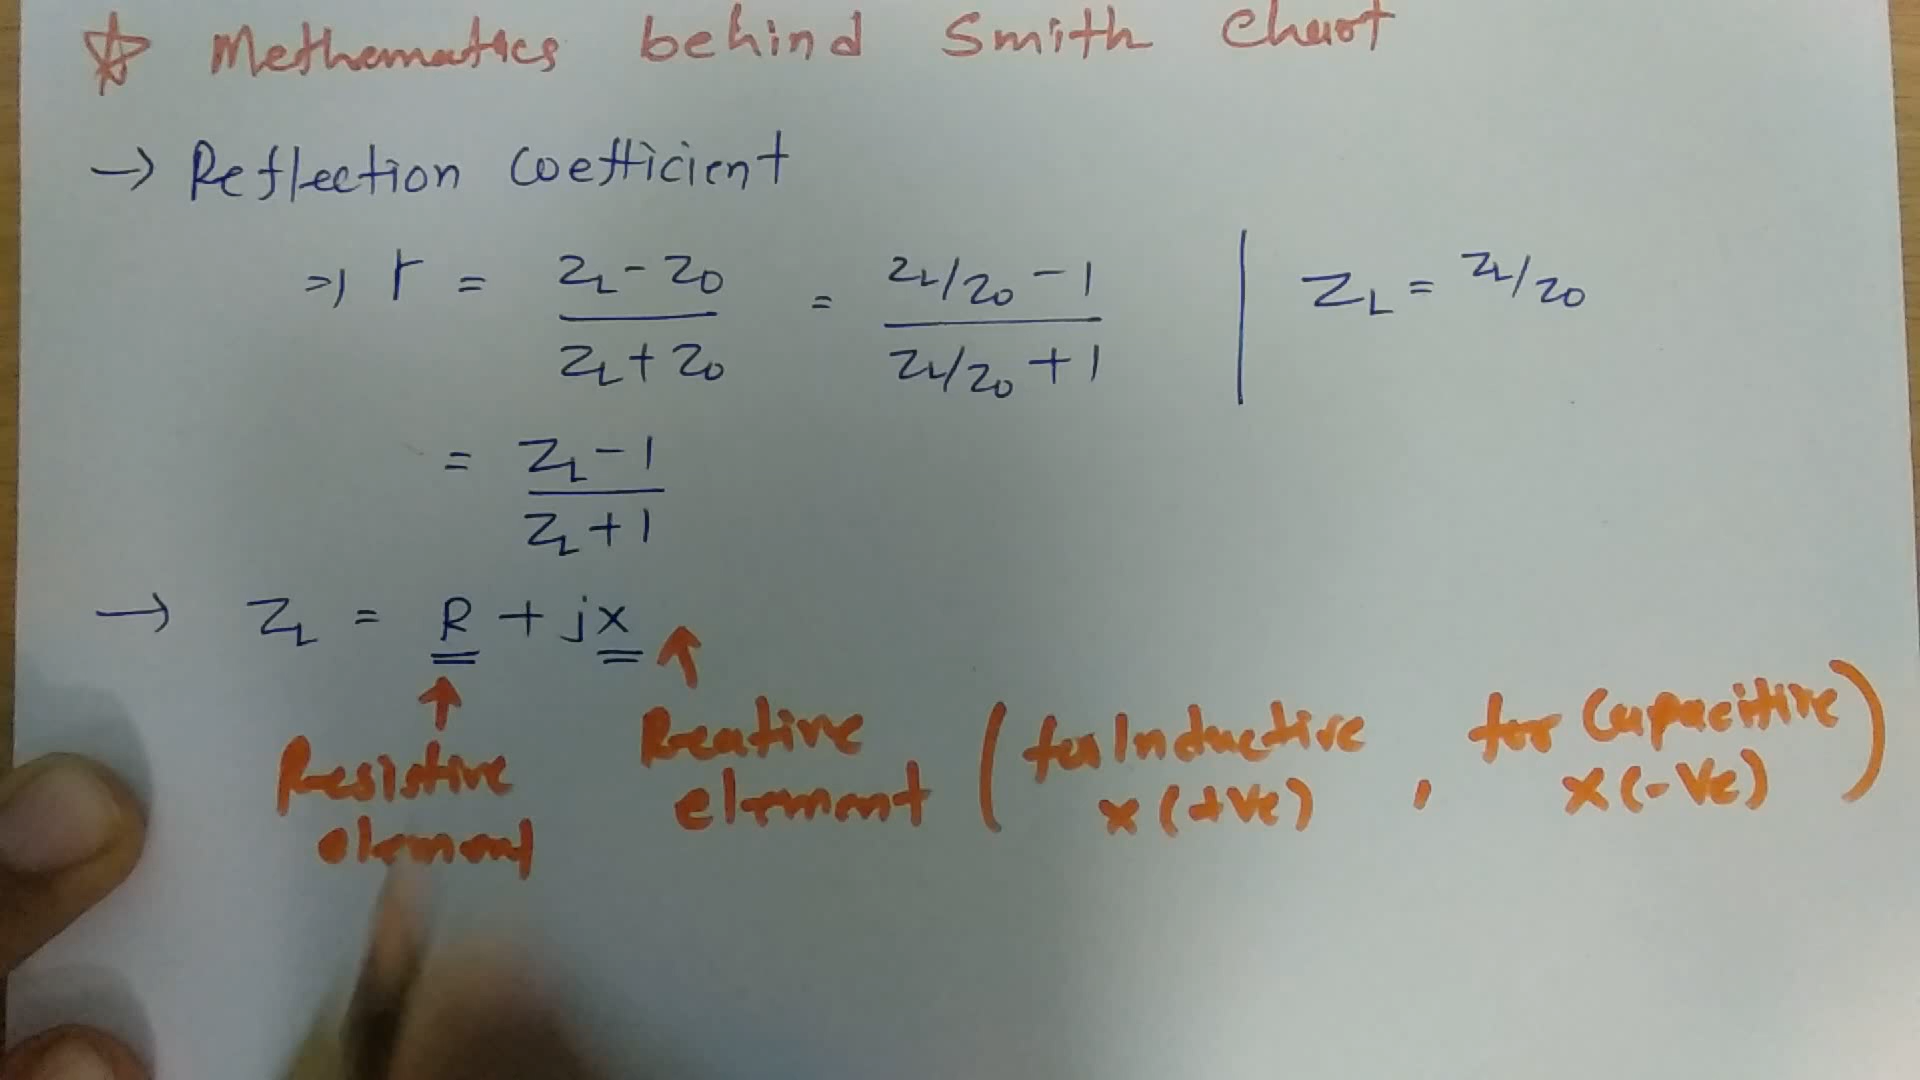 ☆ Methematics behind Smith Chart
→ Reflection Coefficient
⇒ Γ = (ZL - Z0) / (ZL + Z0) = (ZL/Z0 - 1) / (ZL/Z0 + 1) | ZL = ZL/Z0
= (ZL - 1) / (ZL + 1)
→ ZL = R + jx
Resistive element
Reative element (for Inductive x (+ve) , for Capacitive x (-ve))